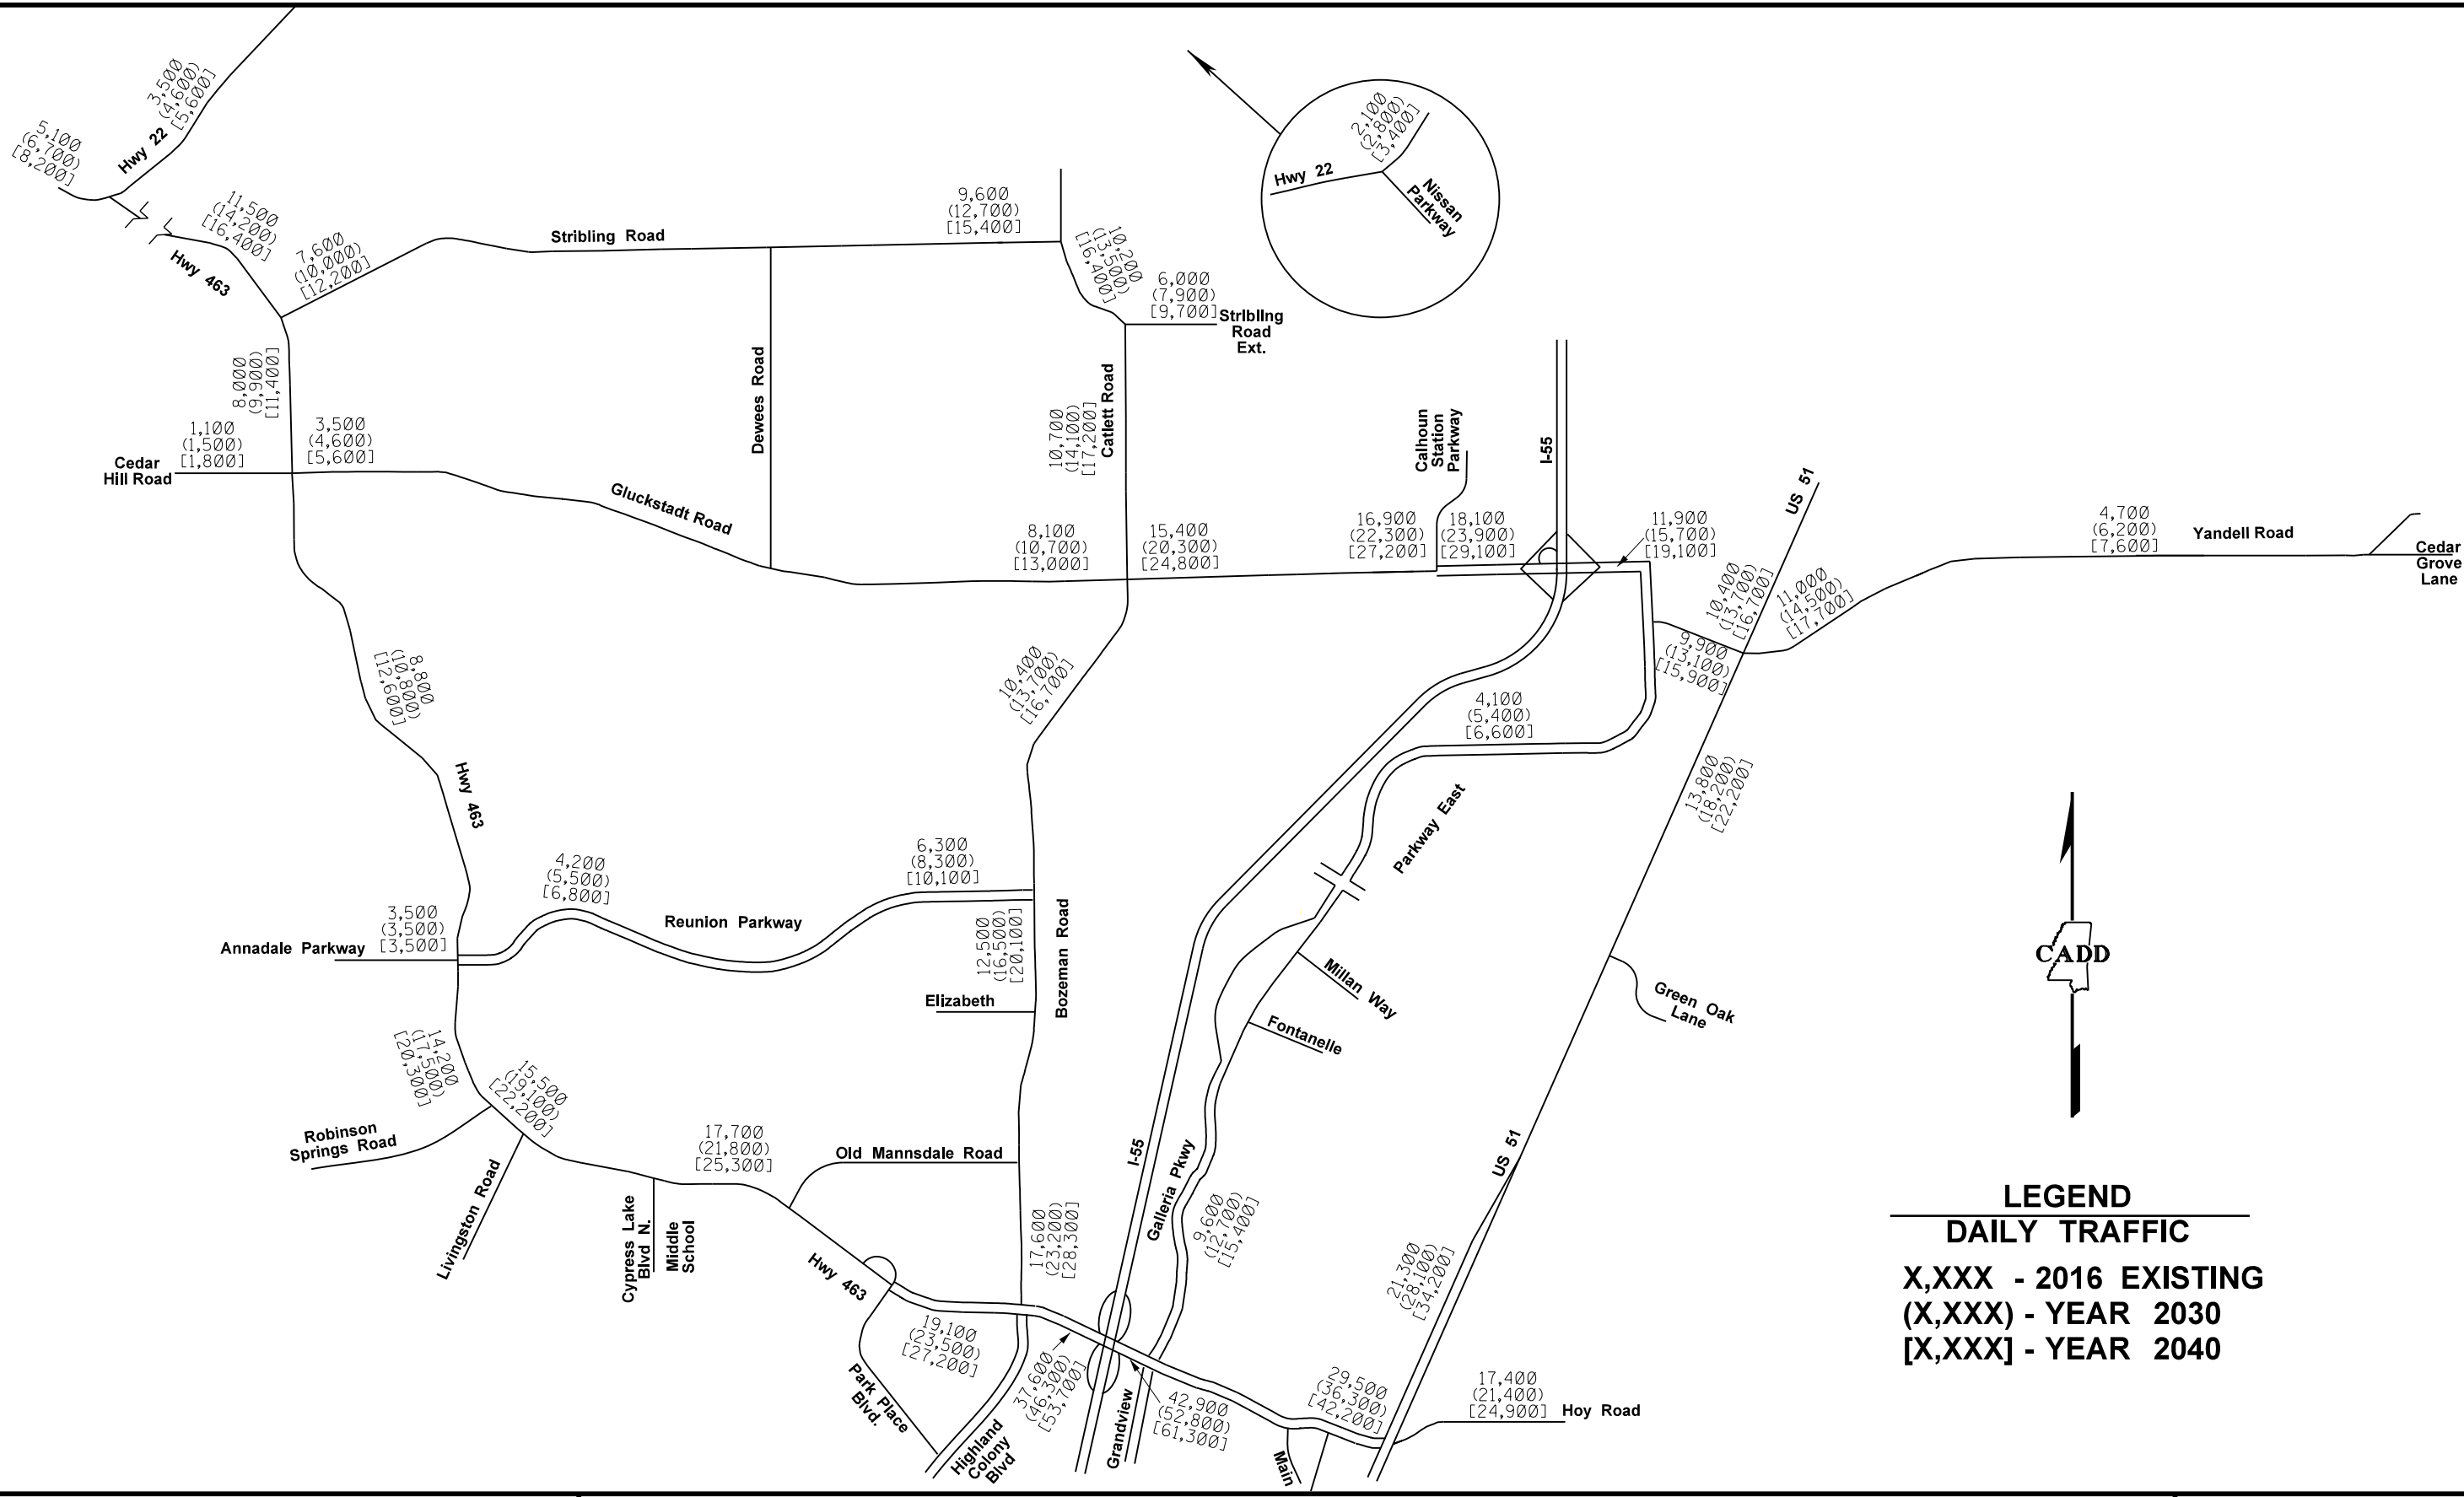 3,500
(4,600)
[5,600]
5,100
(6,700)
[8,200]
Hwy 22
11,500
(14,200)
[16,400]
Hwy 463
7,600
(10,000)
[12,200]
Stribling Road
9,600
(12,700)
[15,400]
10,200
(13,500)
[16,400]
6,000
(7,900)
[9,700]
Stribling
Road
Ext.
2,100
(2,800)
[3,400]
Hwy 22
Nissan
Parkway
8,000
(9,900)
[11,400]
1,100
(1,500)
[1,800]
Cedar
Hill Road
3,500
(4,600)
[5,600]
Gluckstadt Road
Dewees Road
10,700
(14,100)
[17,200]
Catlett Road
8,100
(10,700)
[13,000]
15,400
(20,300)
[24,800]
Calhoun
Station
Parkway
16,900
(22,300)
[27,200]
18,100
(23,900)
[29,100]
I-55
11,900
(15,700)
[19,100]
US 51
10,400
(13,700)
[16,700]
11,000
(14,500)
[17,700]
4,700
(6,200)
[7,600]
Yandell Road
Cedar
Grove
Lane
9,900
(13,100)
[15,900]
8,800
(10,800)
[12,600]
10,400
(13,700)
[16,700]
4,100
(5,400)
[6,600]
Hwy 463
Parkway East
13,800
(18,200)
[22,200]
4,200
(5,500)
[6,800]
6,300
(8,300)
[10,100]
Reunion Parkway
3,500
(3,500)
[3,500]
Annadale Parkway
12,500
(16,500)
[20,100]
Bozeman Road
Elizabeth
Millan Way
Fontanelle
Green Oak
Lane
CADD
14,200
(17,500)
[20,300]
15,500
(19,100)
[22,200]
Robinson
Springs Road
Livingston Road
17,700
(21,800)
[25,300]
Old Mannsdale Road
Cypress Lake
Blvd N.
Middle
School
Hwy 463
17,600
(23,200)
[28,300]
I-55
Galleria Pkwy
9,600
(12,700)
[15,400]
US 51
21,300
(28,100)
[34,200]
19,100
(23,500)
[27,200]
Park Place
Blvd.
Highland
Colony
Blvd
37,600
(46,300)
[53,700]
Grandview
42,900
(52,800)
[61,300]
29,500
(36,300)
[42,200]
Main
17,400
(21,400)
[24,900]
Hoy Road
LEGEND
DAILY TRAFFIC
X,XXX - 2016 EXISTING
(X,XXX) - YEAR 2030
[X,XXX] - YEAR 2040